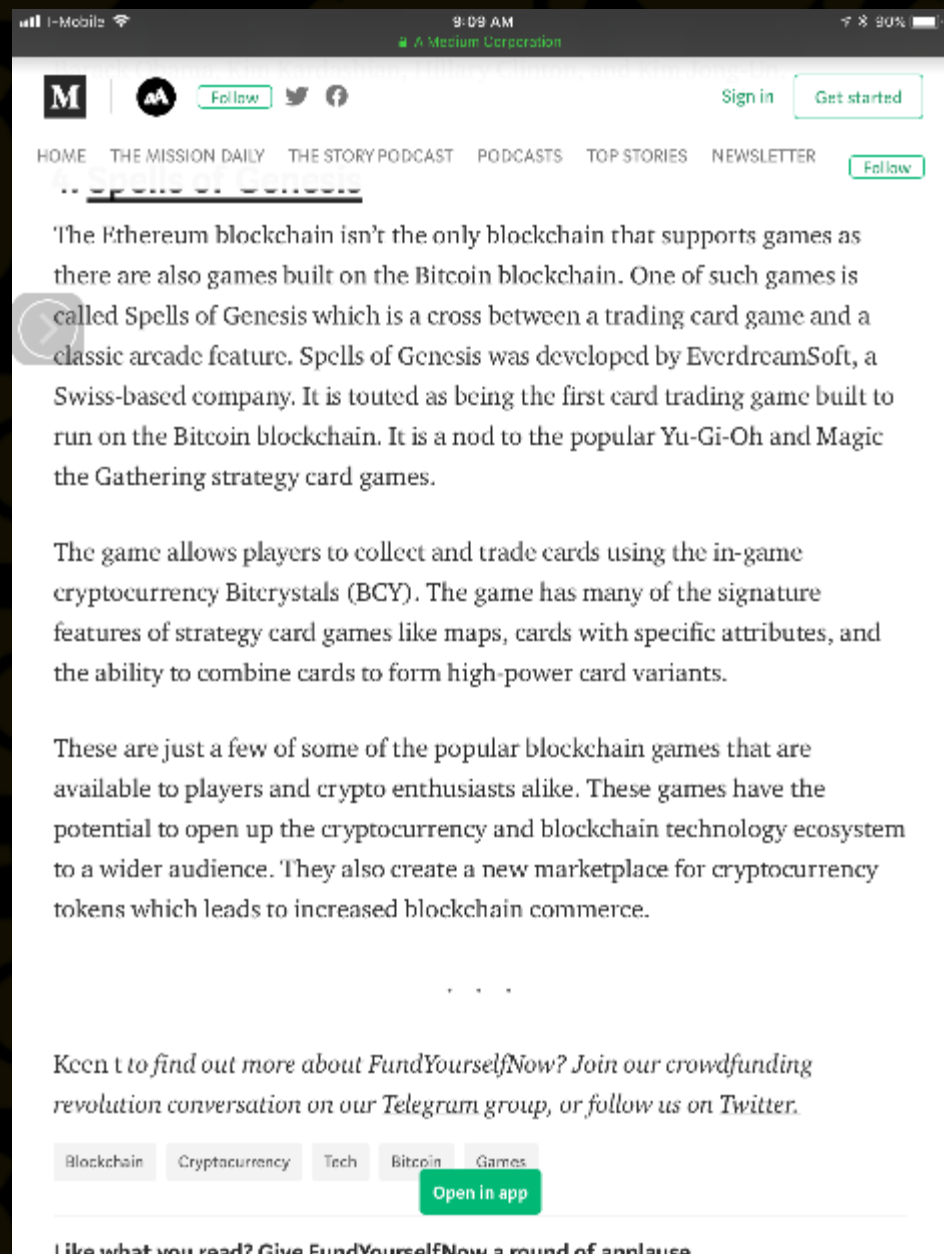 9:09 AM
90%
A Medium Corporation
Barack Obama, Kim Kardashian, Hillary Clinton, and Kim Jong-Un.
M
Follow
Sign in
Get started
HOME THE MISSION DAILY THE STORY PODCAST PODCASTS TOP STORIES NEWSLETTER
Follow
Spells of Genesis
The Ethereum blockchain isn't the only blockchain that supports games as
there are also games built on the Bitcoin blockchain. One of such games is
called Spells of Genesis which is a cross between a trading card game and a
classic arcade feature. Spells of Genesis was developed by EverdreamSoft, a
Swiss-based company. It is touted as being the first card trading game built to
run on the Bitcoin blockchain. It is a nod to the popular Yu-Gi-Oh and Magic
the Gathering strategy card games.
The game allows players to collect and trade cards using the in-game
cryptocurrency Bitcrystals (BCY). The game has many of the signature
features of strategy card games like maps, cards with specific attributes, and
the ability to combine cards to form high-power card variants.
These are just a few of some of the popular blockchain games that are
available to players and crypto enthusiasts alike. These games have the
potential to open up the cryptocurrency and blockchain technology ecosystem
to a wider audience. They also create a new marketplace for cryptocurrency
tokens which leads to increased blockchain commerce.
. . .
Keen t to find out more about FundYourselfNow? Join our crowdfunding
revolution conversation on our Telegram group, or follow us on Twitter.
Blockchain Cryptocurrency Tech Bitcoin Games
Open in app
Like what you read? Give FundYourselfNow a round of applause.